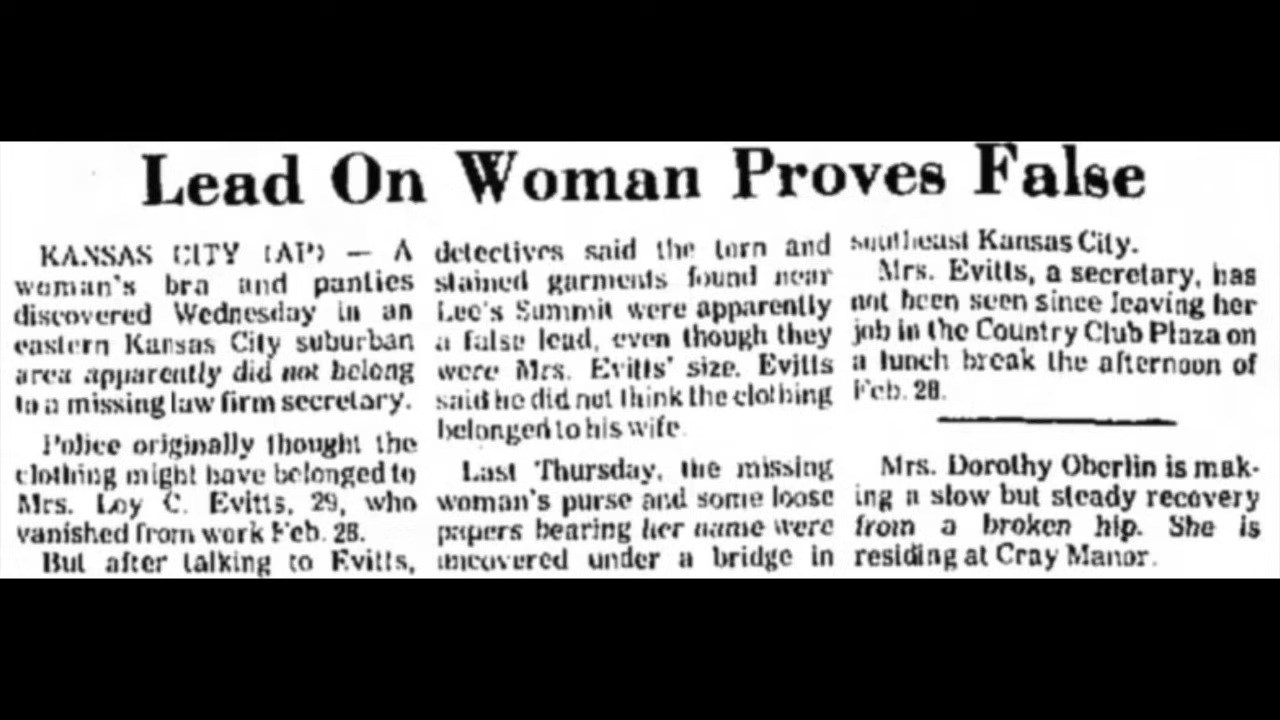 Lead On Woman Proves False
KANSAS CITY (AP) — A
woman's bra and panties
discovered Wednesday in an
eastern Kansas City suburban
area apparently did not belong
to a missing law firm secretary.
Police originally thought the
clothing might have belonged to
Mrs. Loy C. Evitts, 29, who
vanished from work Feb. 28.
But after talking to Evitts,
detectives said the torn and
stained garments found near
Lee's Summit were apparently
a false lead, even though they
were Mrs. Evitts' size. Evitts
said he did not think the clothing
belonged to his wife.
Last Thursday, the missing
woman's purse and some loose
papers bearing her name were
uncovered under a bridge in
southeast Kansas City.
Mrs. Evitts, a secretary, has
not been seen since leaving her
job in the Country Club Plaza on
a lunch break the afternoon of
Feb. 28.
Mrs. Dorothy Oberlin is mak-
ing a slow but steady recovery
from a broken hip. She is
residing at Cray Manor.